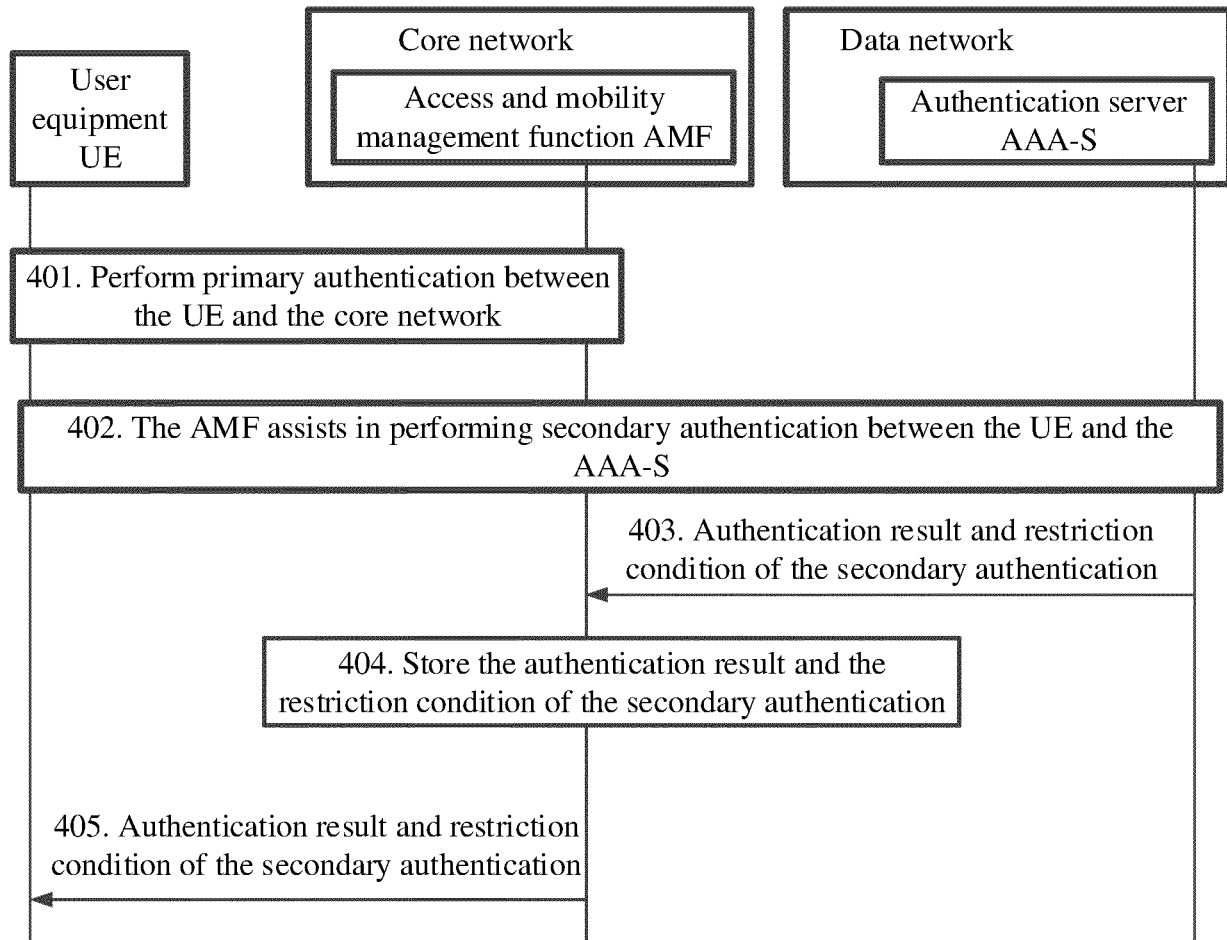 User
equipment
UE
Core network
Access and mobility
management function AMF
Data network
Authentication server
AAA-S
401. Perform primary authentication between
the UE and the core network
402. The AMF assists in performing secondary authentication between the UE and the
AAA-S
403. Authentication result and restriction
condition of the secondary authentication
404. Store the authentication result and the
restriction condition of the secondary authentication
405. Authentication result and restriction
condition of the secondary authentication